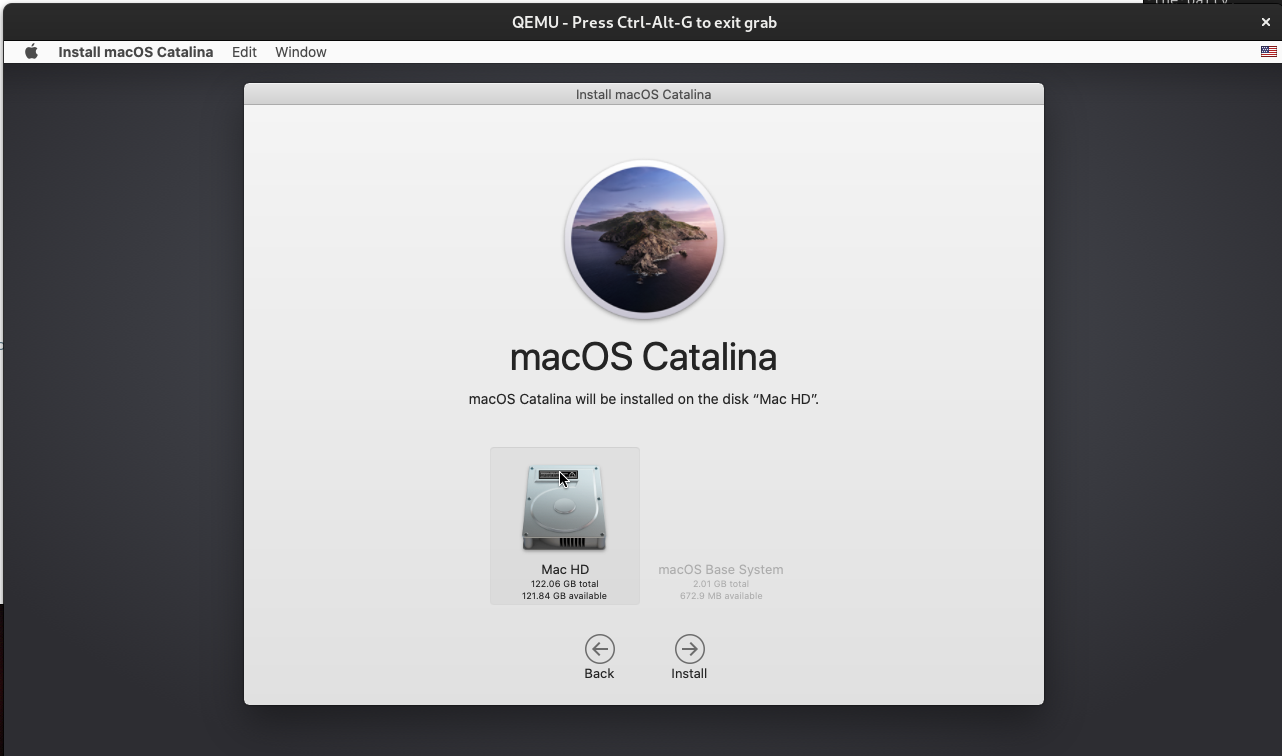 QEMU - Press Ctrl-Alt-G to exit grab
Install macOS Catalina Edit Window
Install macOS Catalina
macOS Catalina
macOS Catalina will be installed on the disk “Mac HD”.
Mac HD
122.06 GB total
121.84 GB available
macOS Base System
2.01 GB total
672.9 MB available
Back
Install